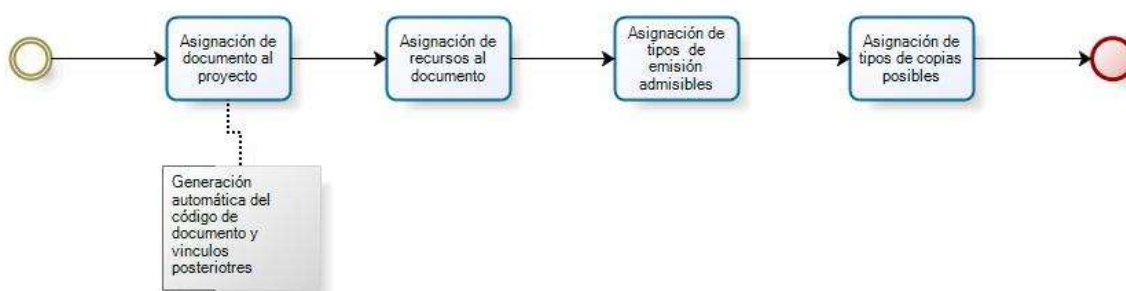 Asignación de
documento al
proyecto
Asignación de
recursos al
documento
Asignación de
tipos de
emisión
admisibles
Asignación de
tipos de copias
posibles
Generación
automática del
código de
documento y
vinculos
posteriotres